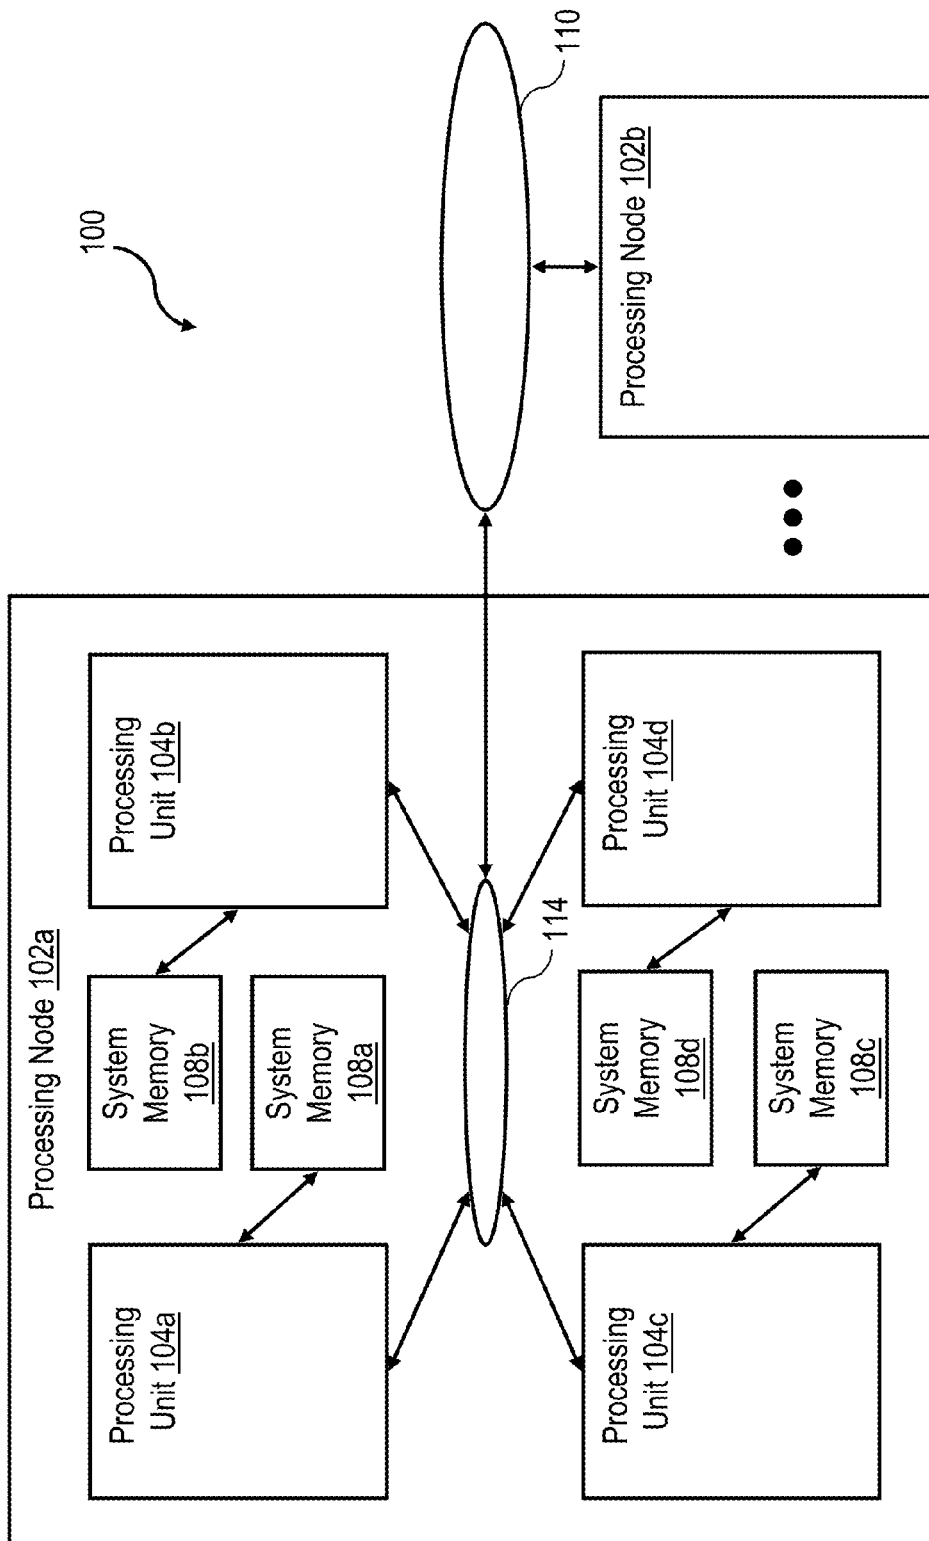 100
Processing Node 102a
Processing
Unit 104a
System
Memory
108b
System
Memory
108a
Processing
Unit 104b
114
110
Processing
Unit 104c
System
Memory
108d
System
Memory
108c
Processing
Unit 104d
Processing Node 102b